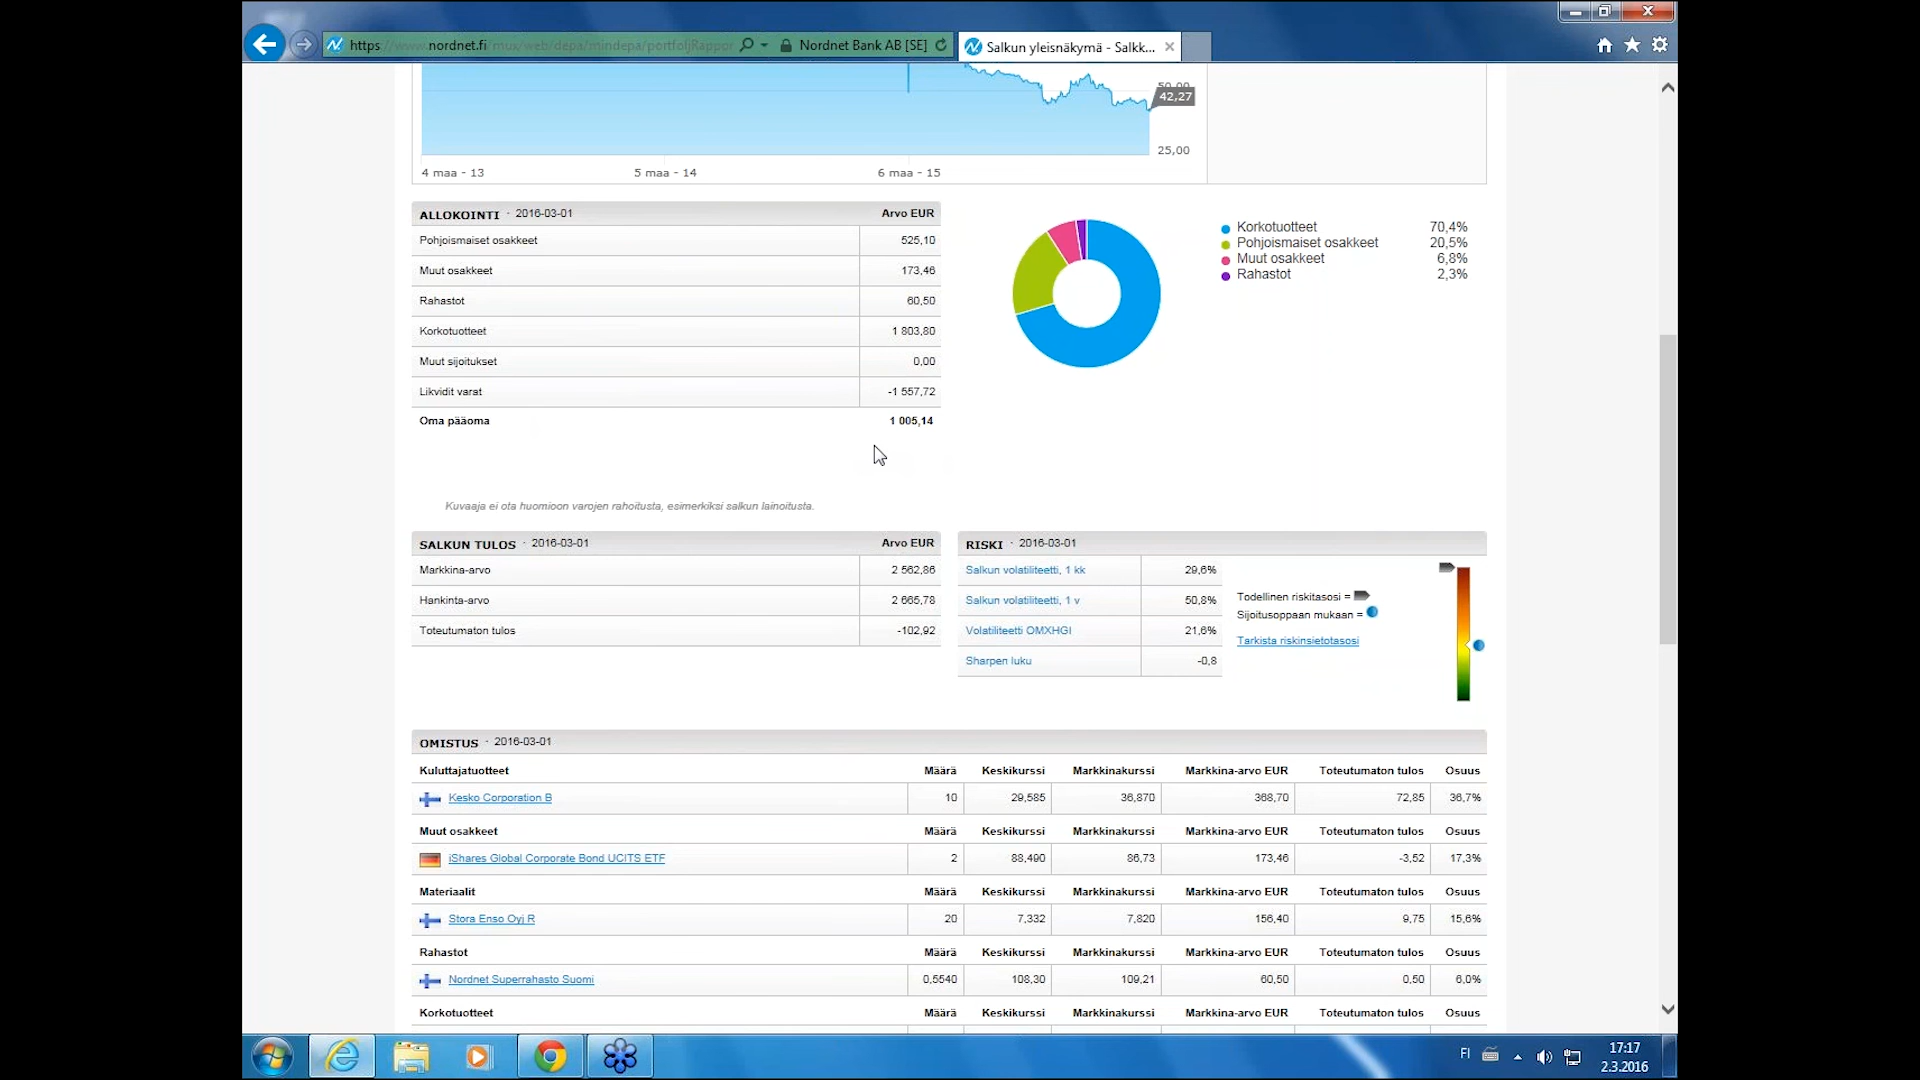 https://www.nordnet.fi/mux/web/depa/mindepa/portfoljRappor
Nordnet Bank AB [SE]
Salkun yleisnäkymä - Salkk...
50,00
42,27
25,00
4 maa - 13
5 maa - 14
6 maa - 15
ALLOKOINTI · 2016-03-01 Arvo EUR
Pohjoismaiset osakkeet 525,10
Muut osakkeet 173,46
Rahastot 60,50
Korkotuotteet 1 803,80
Muut sijoitukset 0,00
Likvidit varat -1 557,72
Oma pääoma 1 005,14
Korkotuotteet 70,4%
Pohjoismaiset osakkeet 20,5%
Muut osakkeet 6,8%
Rahastot 2,3%
Kuvaaja ei ota huomioon varojen rahoitusta, esimerkiksi salkun lainoitusta.
SALKUN TULOS · 2016-03-01 Arvo EUR
Markkina-arvo 2 562,86
Hankinta-arvo 2 665,78
Toteutumaton tulos -102,92
RISKI · 2016-03-01
Salkun volatiliteetti, 1 kk 29,6%
Salkun volatiliteetti, 1 v 50,8%
Volatiliteetti OMXHGI 21,6%
Sharpen luku -0,8
Todellinen riskitasosi =
Sijoitusoppaan mukaan =
Tarkista riskinsietotasosi
OMISTUS · 2016-03-01
Kuluttajatuotteet Määrä Keskikurssi Markkinakurssi Markkina-arvo EUR Toteutumaton tulos Osuus
Kesko Corporation B 10 29,585 36,870 368,70 72,85 36,7%
Muut osakkeet Määrä Keskikurssi Markkinakurssi Markkina-arvo EUR Toteutumaton tulos Osuus
iShares Global Corporate Bond UCITS ETF 2 88,490 86,73 173,46 -3,52 17,3%
Materiaalit Määrä Keskikurssi Markkinakurssi Markkina-arvo EUR Toteutumaton tulos Osuus
Stora Enso Oyj R 20 7,332 7,820 156,40 9,75 15,6%
Rahastot Määrä Keskikurssi Markkinakurssi Markkina-arvo EUR Toteutumaton tulos Osuus
Nordnet Superrahasto Suomi 0,5540 108,30 109,21 60,50 0,50 6,0%
Korkotuotteet Määrä Keskikurssi Markkinakurssi Markkina-arvo EUR Toteutumaton tulos Osuus
FI
17:17
2.3.2016